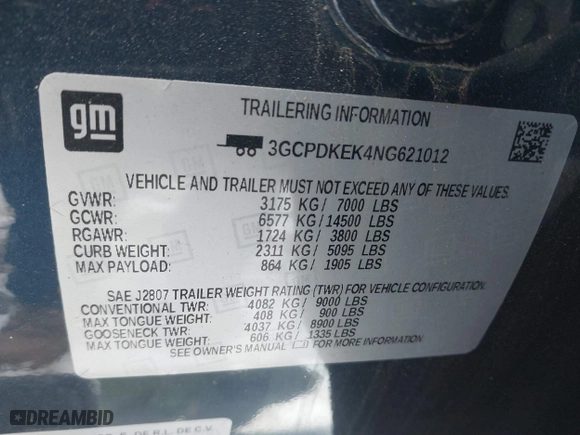 gm
TRAILERING INFORMATION
3GCPDKEK4NG621012
VEHICLE AND TRAILER MUST NOT EXCEED ANY OF THESE VALUES.
GVWR: 3175 KG/ 7000 LBS
GCWR: 6577 KG/14500 LBS
RGAWR: 1724 KG/ 3800 LBS
CURB WEIGHT: 2311 KG/ 5095 LBS
MAX PAYLOAD: 864 KG/ 1905 LBS
SAE J2807 TRAILER WEIGHT RATING (TWR) FOR VEHICLE CONFIGURATION.
CONVENTIONAL TWR: 4082 KG/ 9000 LBS
MAX TONGUE WEIGHT: 408 KG/ 900 LBS
GOOSENECK TWR: 4037 KG/ 8900 LBS
MAX TONGUE WEIGHT: 606 KG/ 1335 LBS
SEE OWNER'S MANUAL FOR MORE INFORMATION.
DE R.L. DE C.V.
DREAMBID